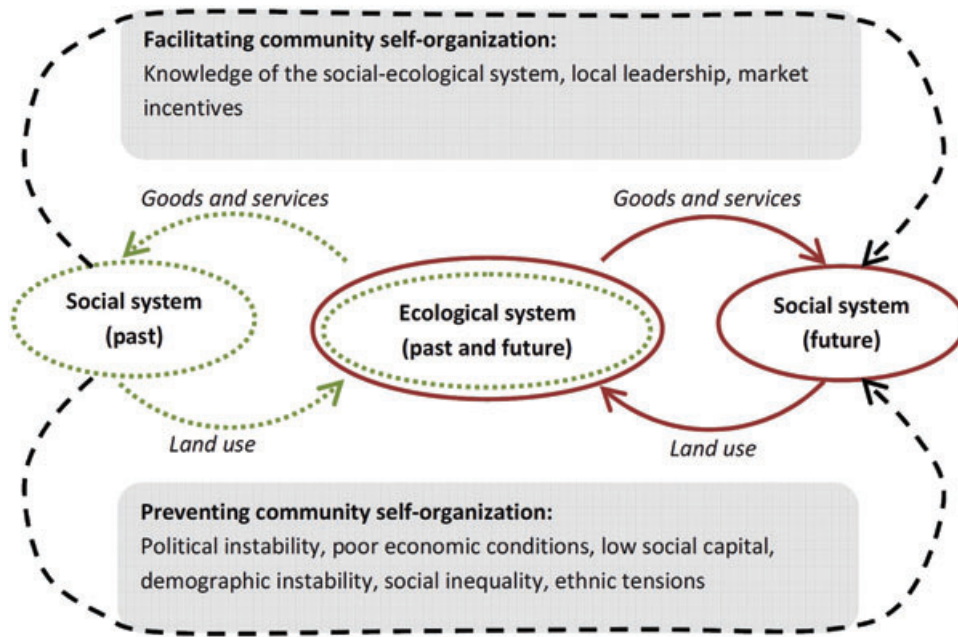 Facilitating community self-organization:
Knowledge of the social-ecological system, local leadership, market
incentives
Goods and services
Goods and services
Social system
(past)
Ecological system
(past and future)
Social system
(future)
Land use
Land use
Preventing community self-organization:
Political instability, poor economic conditions, low social capital,
demographic instability, social inequality, ethnic tensions